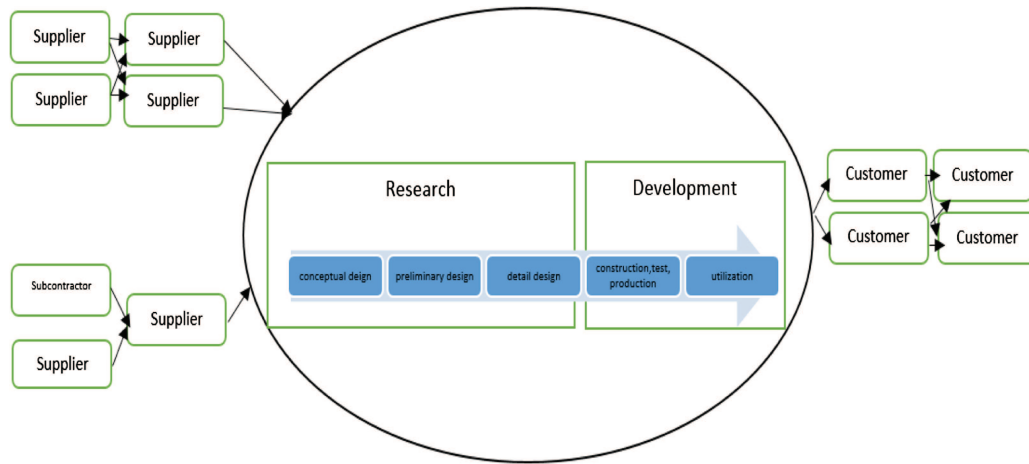 Supplier
Supplier
Supplier
Supplier
Subcontractor
Supplier
Supplier
Research
Development
conceptual deign
preliminary design
detail design
construction,test,
production
utilization
Customer
Customer
Customer
Customer